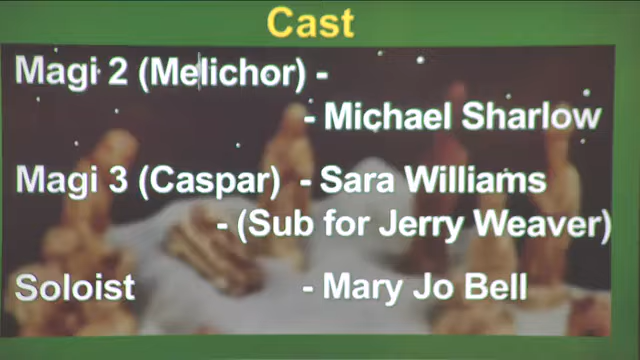 Cast
Magi 2 (Melichor) -
- Michael Sharlow
Magi 3 (Caspar) - Sara Williams
- (Sub for Jerry Weaver)
Soloist - Mary Jo Bell